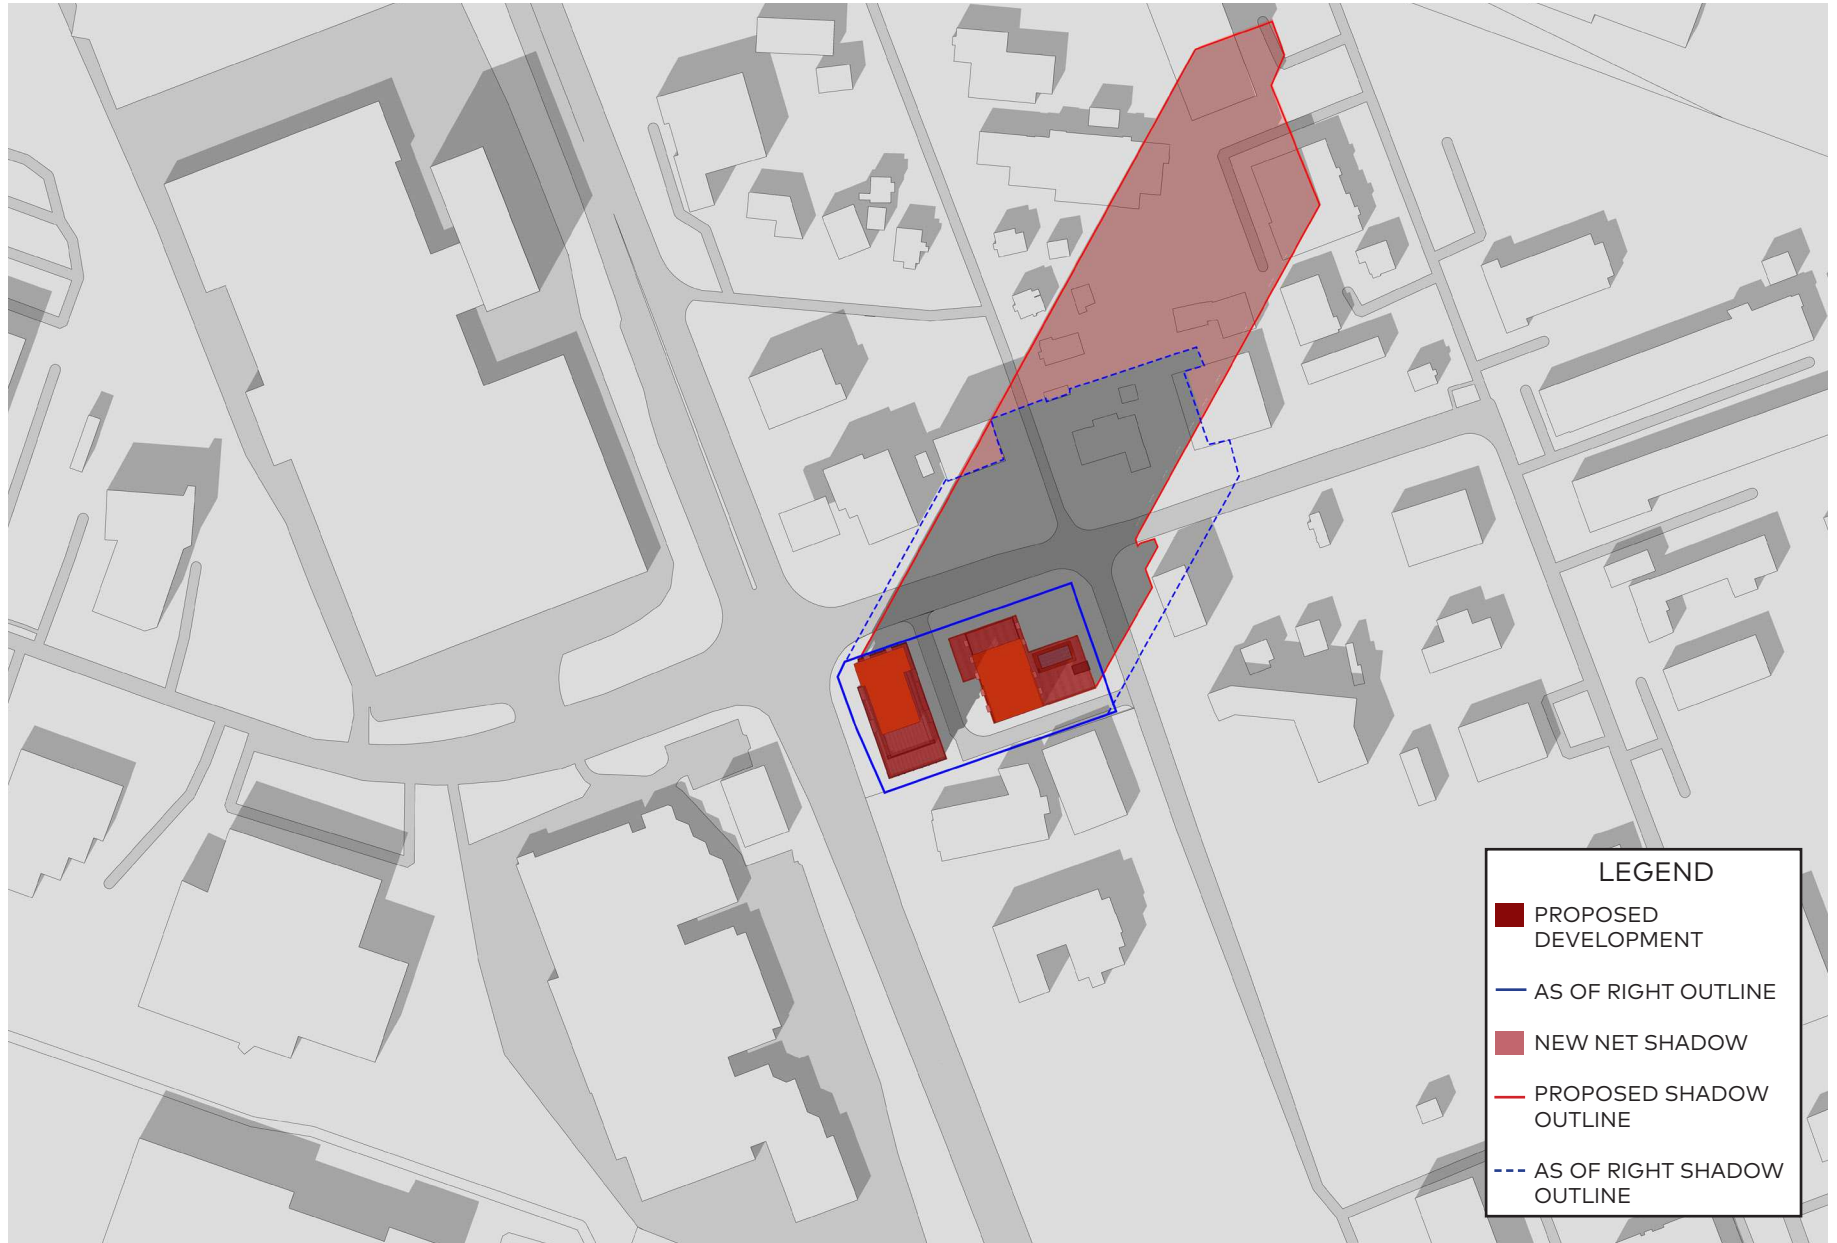 LEGEND
PROPOSED
DEVELOPMENT
AS OF RIGHT OUTLINE
NEW NET SHADOW
PROPOSED SHADOW
OUTLINE
AS OF RIGHT SHADOW
OUTLINE